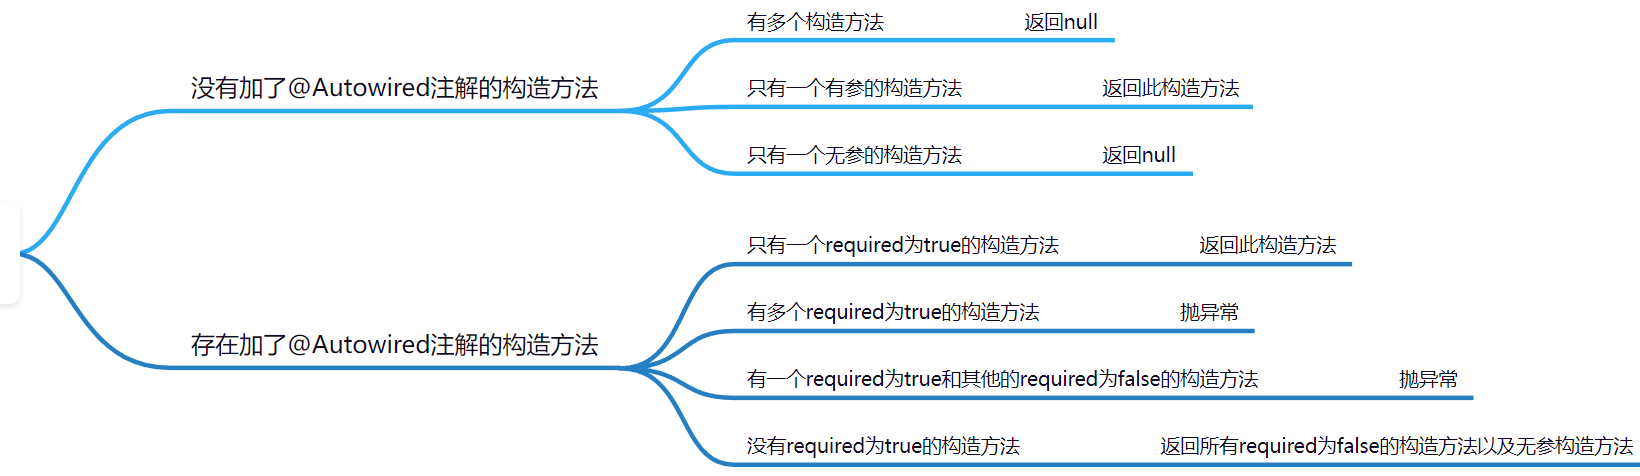 没有加了@Autowired注解的构造方法
有多个构造方法 返回null
只有一个有参的构造方法 返回此构造方法
只有一个无参的构造方法 返回null
存在加了@Autowired注解的构造方法
只有一个required为true的构造方法 返回此构造方法
有多个required为true的构造方法 抛异常
有一个required为true和其他的required为false的构造方法 抛异常
没有required为true的构造方法 返回所有required为false的构造方法以及无参构造方法